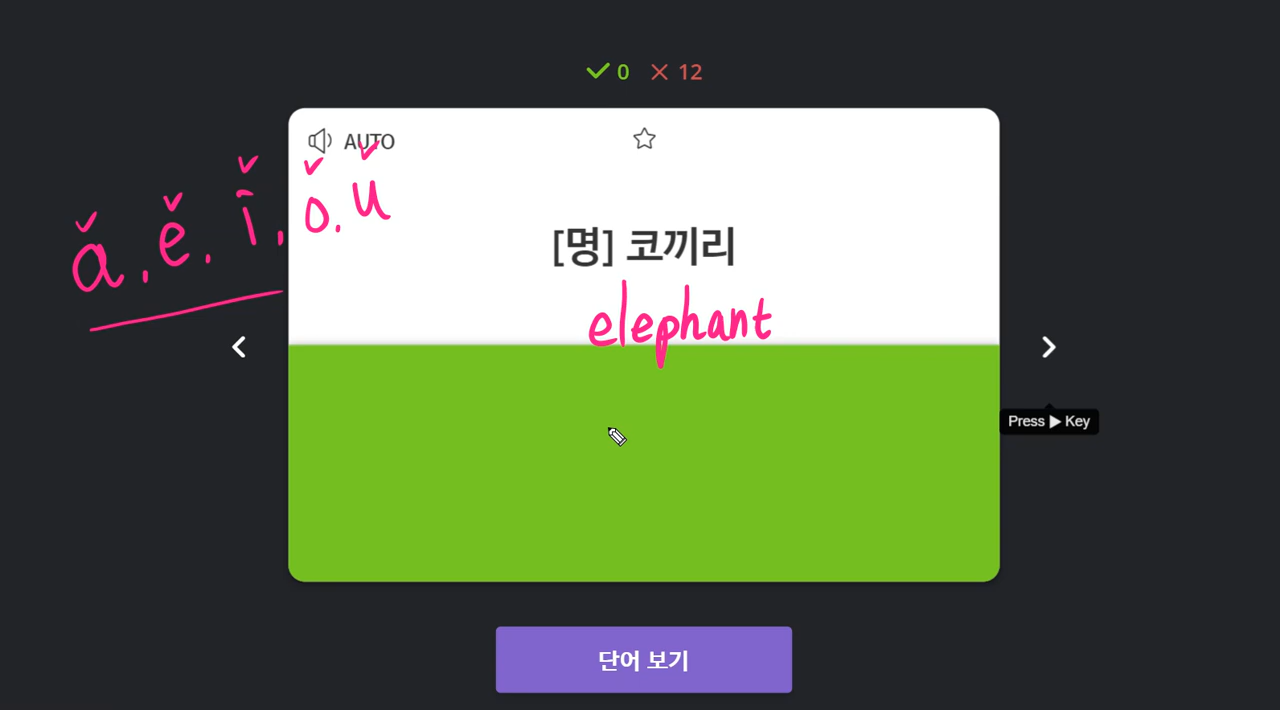 ✓ 0 ✕ 12
AUTO
ă, ĕ, ĭ, ŏ, ŭ
[명] 코끼리
elephant
Press ▶ Key
단어 보기